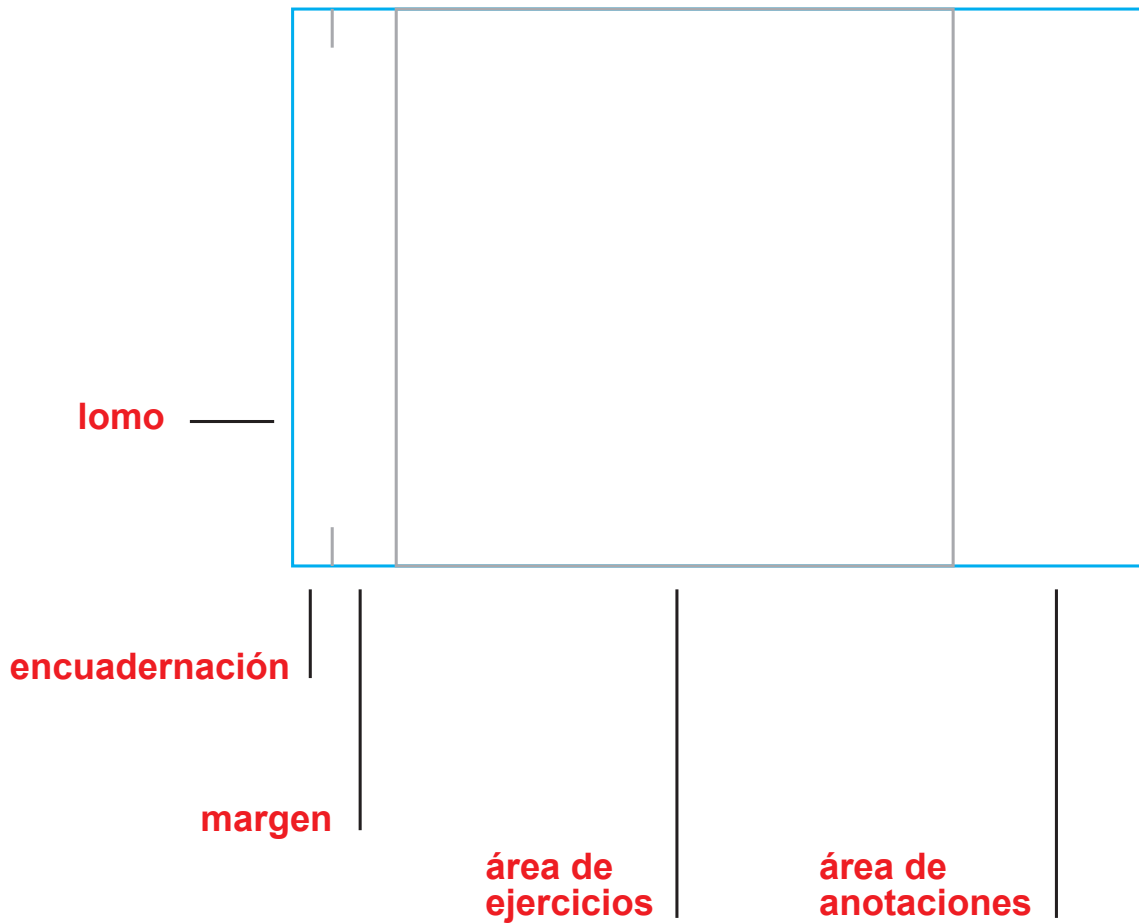 lomo
encuadernación
margen
área de
ejercicios
área de
anotaciones